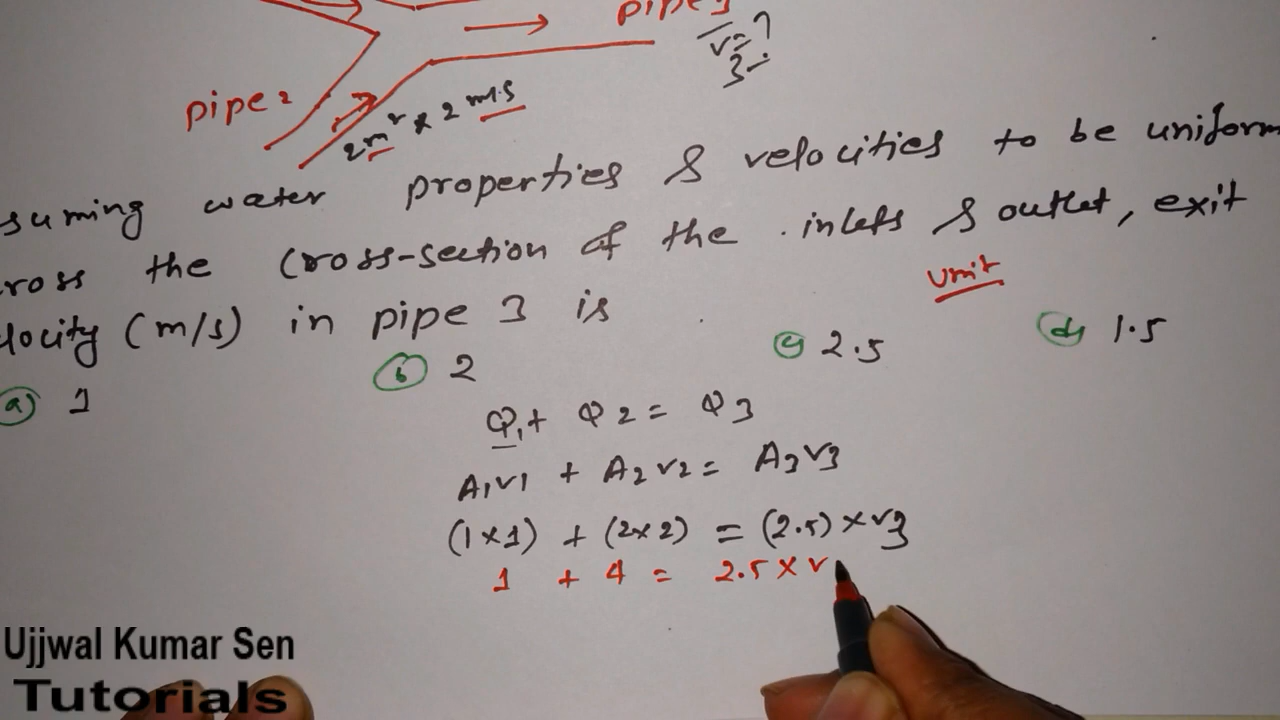 pipe 3
v3=?
pipe 2
2m² × 2 m.s
suming water properties & velocities to be uniform
ross the cross-section of the inlets & outlet, exit
unit
locity (m/s) in pipe 3 is
a) 1 b) 2 c) 2.5 d) 1.5
Q1 + Q2 = Q3
A1V1 + A2V2 = A3V3
(1×1) + (2×2) = (2.5) × V3
1 + 4 = 2.5 × V
Ujjwal Kumar Sen
Tutorials